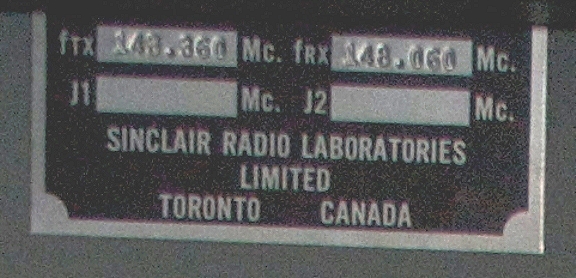 fTX 148.360 Mc. fRX 148.060 Mc.
J1 Mc. J2 Mc.
SINCLAIR RADIO LABORATORIES
LIMITED
TORONTO CANADA